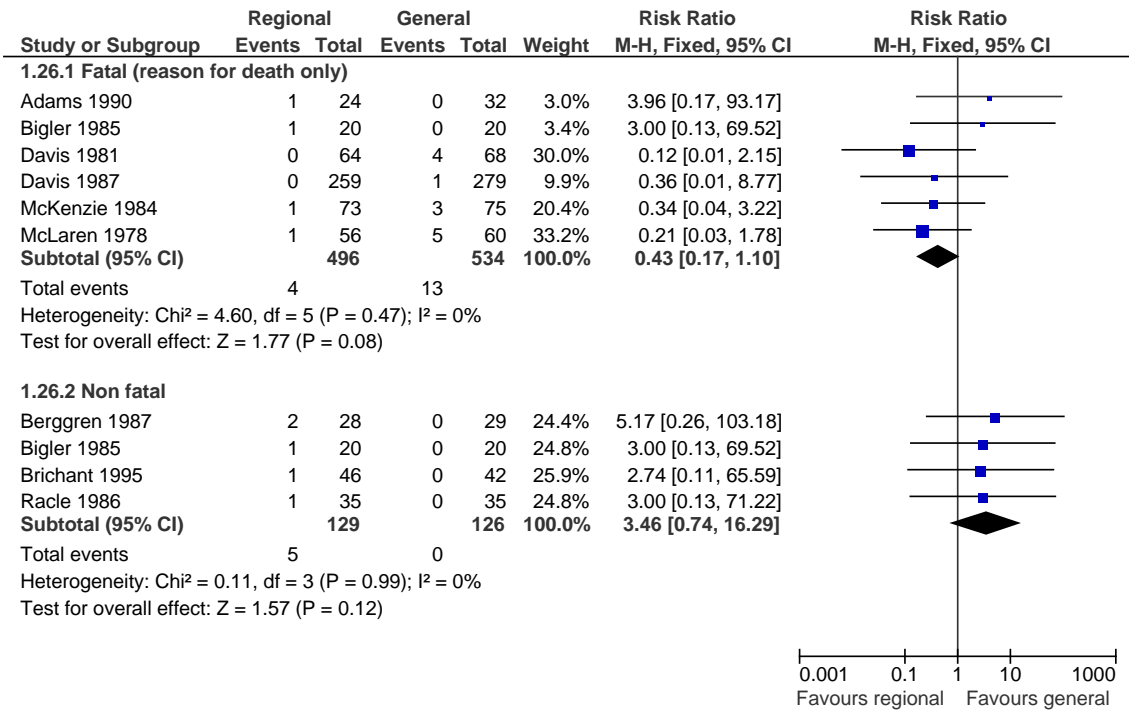 Regional General Risk Ratio Risk Ratio
Study or Subgroup Events Total Events Total Weight M-H, Fixed, 95% CI M-H, Fixed, 95% CI
1.26.1 Fatal (reason for death only)
Adams 1990 1 24 0 32 3.0% 3.96 [0.17, 93.17]
Bigler 1985 1 20 0 20 3.4% 3.00 [0.13, 69.52]
Davis 1981 0 64 4 68 30.0% 0.12 [0.01, 2.15]
Davis 1987 0 259 1 279 9.9% 0.36 [0.01, 8.77]
McKenzie 1984 1 73 3 75 20.4% 0.34 [0.04, 3.22]
McLaren 1978 1 56 5 60 33.2% 0.21 [0.03, 1.78]
Subtotal (95% CI) 496 534 100.0% 0.43 [0.17, 1.10]
Total events 4 13
Heterogeneity: Chi² = 4.60, df = 5 (P = 0.47); I² = 0%
Test for overall effect: Z = 1.77 (P = 0.08)
1.26.2 Non fatal
Berggren 1987 2 28 0 29 24.4% 5.17 [0.26, 103.18]
Bigler 1985 1 20 0 20 24.8% 3.00 [0.13, 69.52]
Brichant 1995 1 46 0 42 25.9% 2.74 [0.11, 65.59]
Racle 1986 1 35 0 35 24.8% 3.00 [0.13, 71.22]
Subtotal (95% CI) 129 126 100.0% 3.46 [0.74, 16.29]
Total events 5 0
Heterogeneity: Chi² = 0.11, df = 3 (P = 0.99); I² = 0%
Test for overall effect: Z = 1.57 (P = 0.12)
0.001 0.1 1 10 1000
Favours regional Favours general